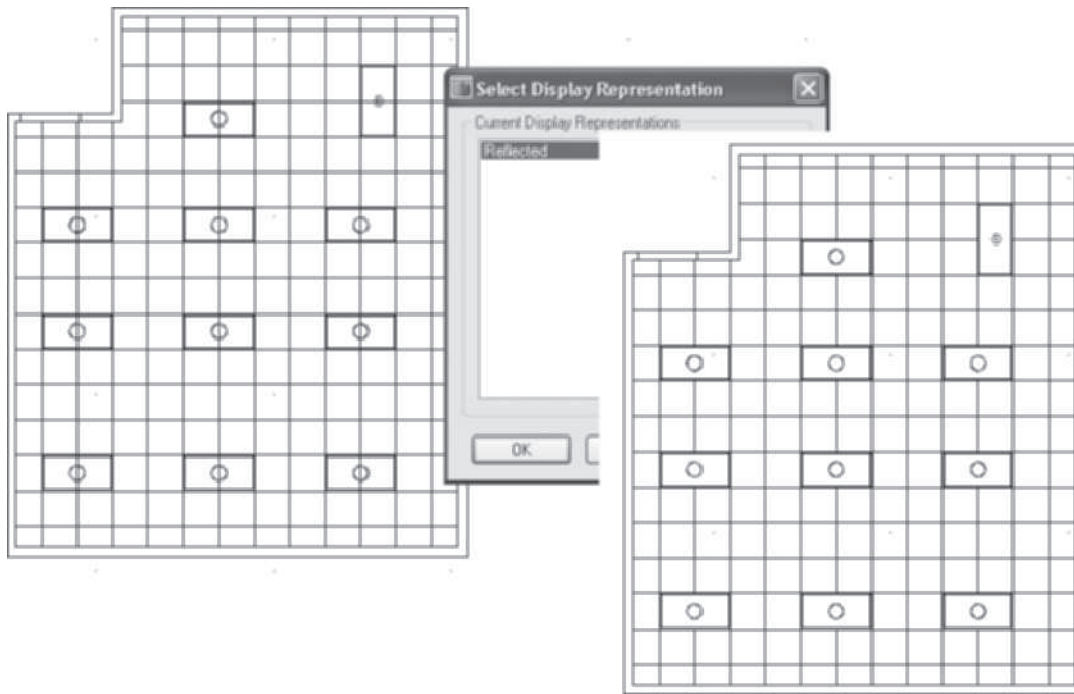 Select Display Representation
Current Display Representations
Reflected
OK